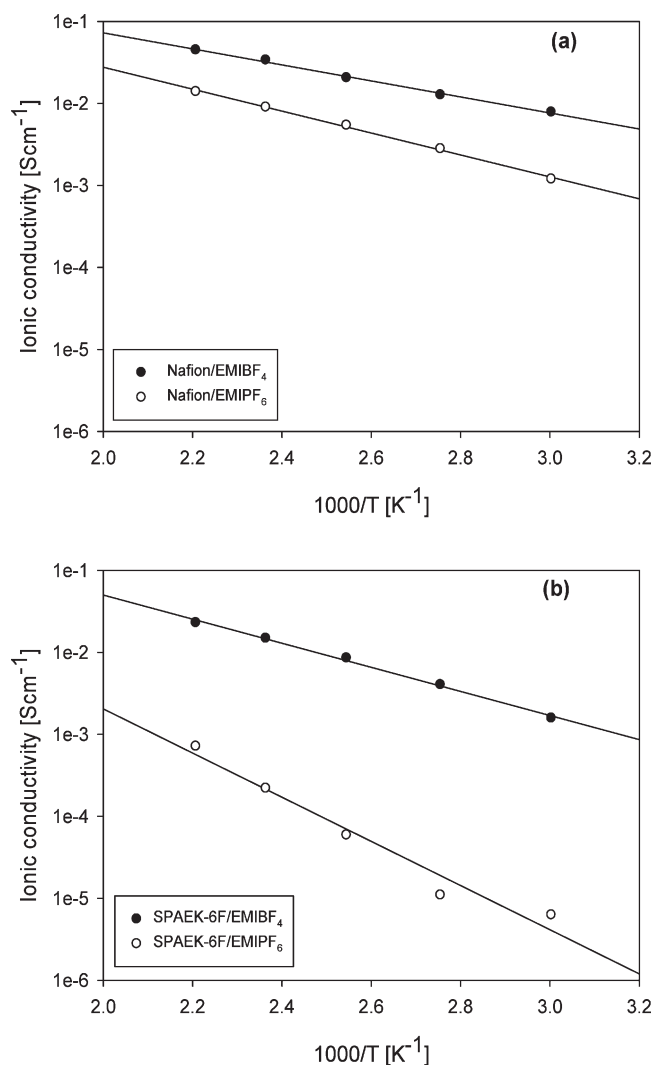 (a)
Ionic conductivity [Scm⁻¹]
1e-1
1e-2
1e-3
1e-4
1e-5
1e-6
Nafion/EMIBF₄
Nafion/EMIPF₆
2.0 2.2 2.4 2.6 2.8 3.0 3.2
1000/T [K⁻¹]
(b)
Ionic conductivity [Scm⁻¹]
1e-1
1e-2
1e-3
1e-4
1e-5
1e-6
SPAEK-6F/EMIBF₄
SPAEK-6F/EMIPF₆
2.0 2.2 2.4 2.6 2.8 3.0 3.2
1000/T [K⁻¹]